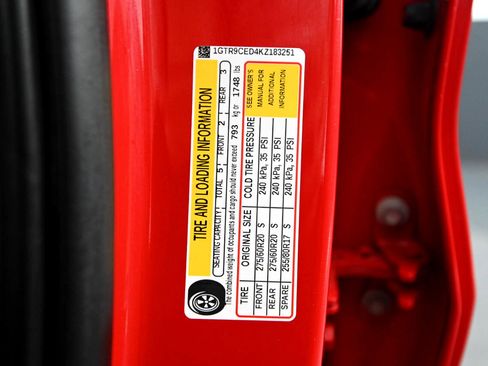 1GTR9CED4KZ183251
TIRE AND LOADING INFORMATION
SEATING CAPACITY TOTAL 5 FRONT 2 REAR 3
The combined weight of occupants and cargo should never exceed 793 kg or 1748 lbs
TIRE ORIGINAL SIZE COLD TIRE PRESSURE
FRONT 275/60R20 S 240 kPa, 35 PSI
REAR 275/60R20 S 240 kPa, 35 PSI
SPARE 255/80R17 S 240 kPa, 35 PSI
SEE OWNER'S
MANUAL FOR
ADDITIONAL
INFORMATION